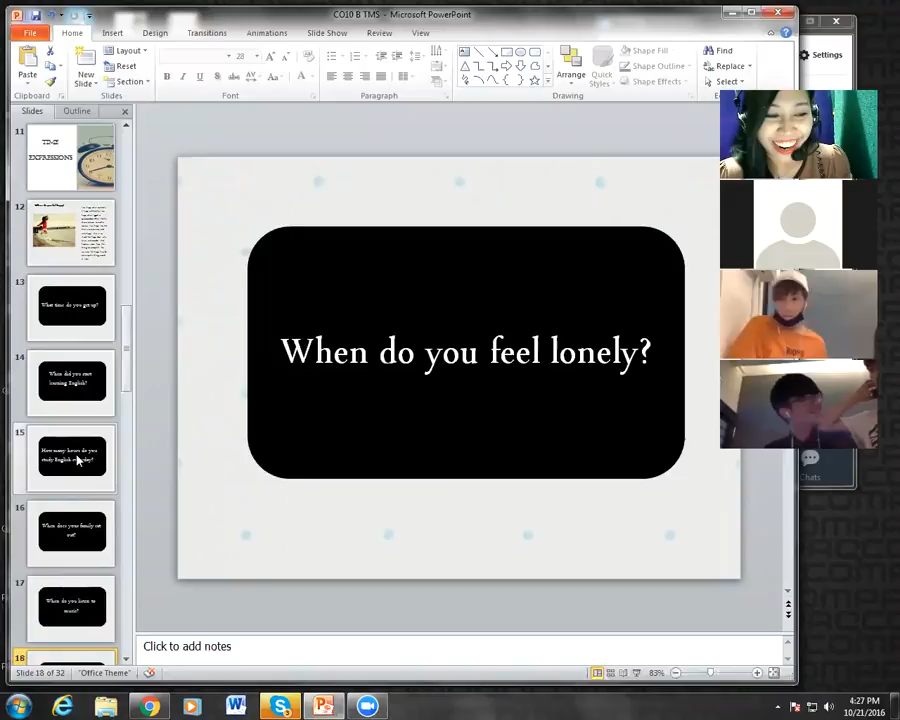 CO10 B TMS - Microsoft PowerPoint
File Home Insert Design Transitions Animations Slide Show Review View
Settings
Paste
Clipboard
New
Slide
Layout
Reset
Section
Slides
28
Font
Paragraph
Arrange
Quick
Styles
Shape Fill
Shape Outline
Shape Effects
Drawing
Find
Replace
Select
Slides Outline
11
TIME
EXPRESSIONS
12
13
What time do you get up?
14
When did you start
learning English?
15
How many hours do you
study English everyday?
16
When does your family eat
out?
17
When do you listen to
music?
18
When do you feel lonely?
Chats
Click to add notes
Slide 18 of 32
"Office Theme"
83%
4:27 PM
10/21/2016